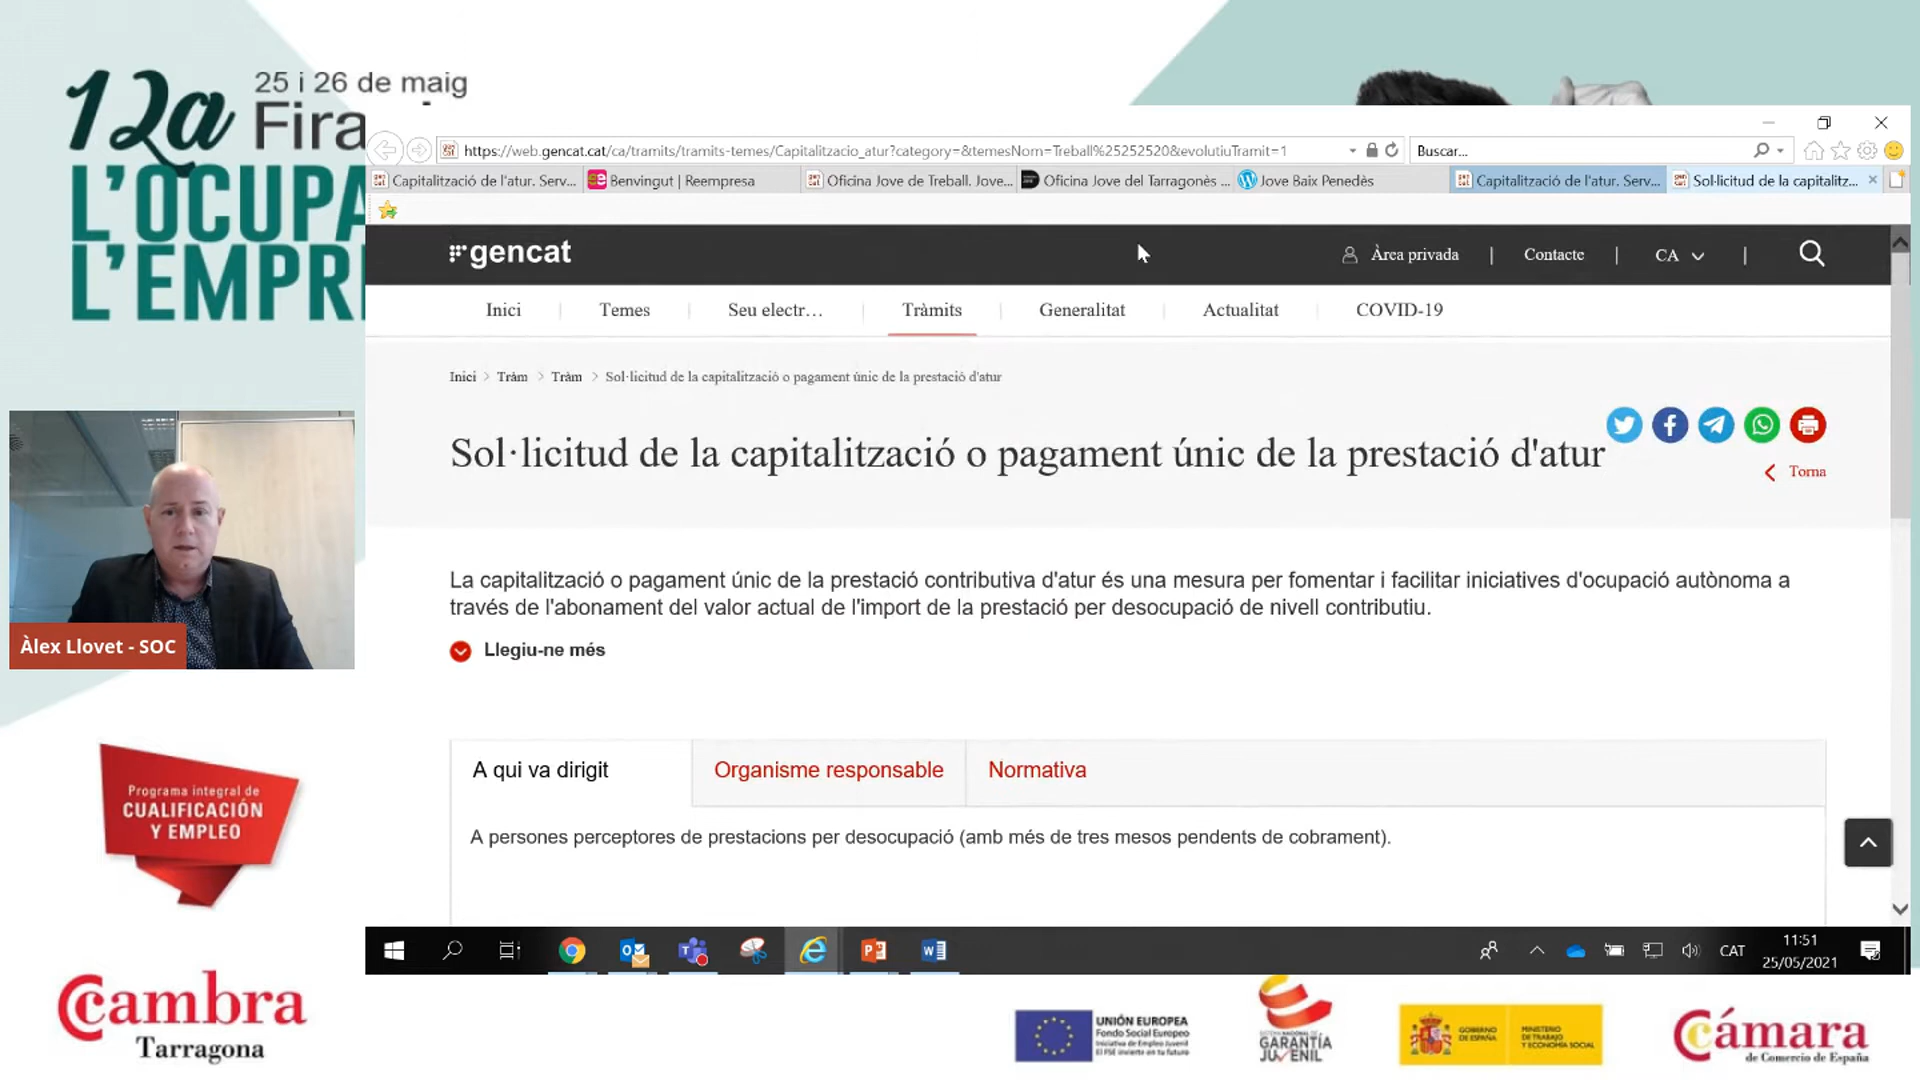 12a
25 i 26 de maig
Fira
L'OCUPA
L'EMPR
https://web.gencat.cat/ca/tramits/tramits-temes/Capitalitzacio_atur?category=&temesNom=Treball%25252520&evolutiuTramit=1
Buscar...
Capitalització de l'atur. Serv...
Benvingut | Reempresa
Oficina Jove de Treball. Jove...
Oficina Jove del Tarragonès ...
Jove Baix Penedès
Capitalització de l'atur. Serv...
Sol·licitud de la capitalitz...
gencat
Àrea privada
Contacte
CA
Inici
Temes
Seu electr…
Tràmits
Generalitat
Actualitat
COVID-19
Inici > Tràm > Tràm > Sol·licitud de la capitalització o pagament únic de la prestació d'atur
Sol·licitud de la capitalització o pagament únic de la prestació d'atur
Torna
La capitalització o pagament únic de la prestació contributiva d'atur és una mesura per fomentar i facilitar iniciatives d'ocupació autònoma a
través de l'abonament del valor actual de l'import de la prestació per desocupació de nivell contributiu.
Llegiu-ne més
Àlex Llovet - SOC
A qui va dirigit
Organisme responsable
Normativa
A persones perceptores de prestacions per desocupació (amb més de tres mesos pendents de cobrament).
Programa integral de
CUALIFICACIÓN
Y EMPLEO
CAT
11:51
25/05/2021
Cambra
Tarragona
UNIÓN EUROPEA
Fondo Social Europeo
Iniciativa de Empleo Juvenil
El FSE invierte en tu futuro
SISTEMA NACIONAL
GARANTÍA
JUVENIL
GOBIERNO
DE ESPAÑA
MINISTERIO
DE TRABAJO
Y ECONOMÍA SOCIAL
Cámara
de Comercio de España